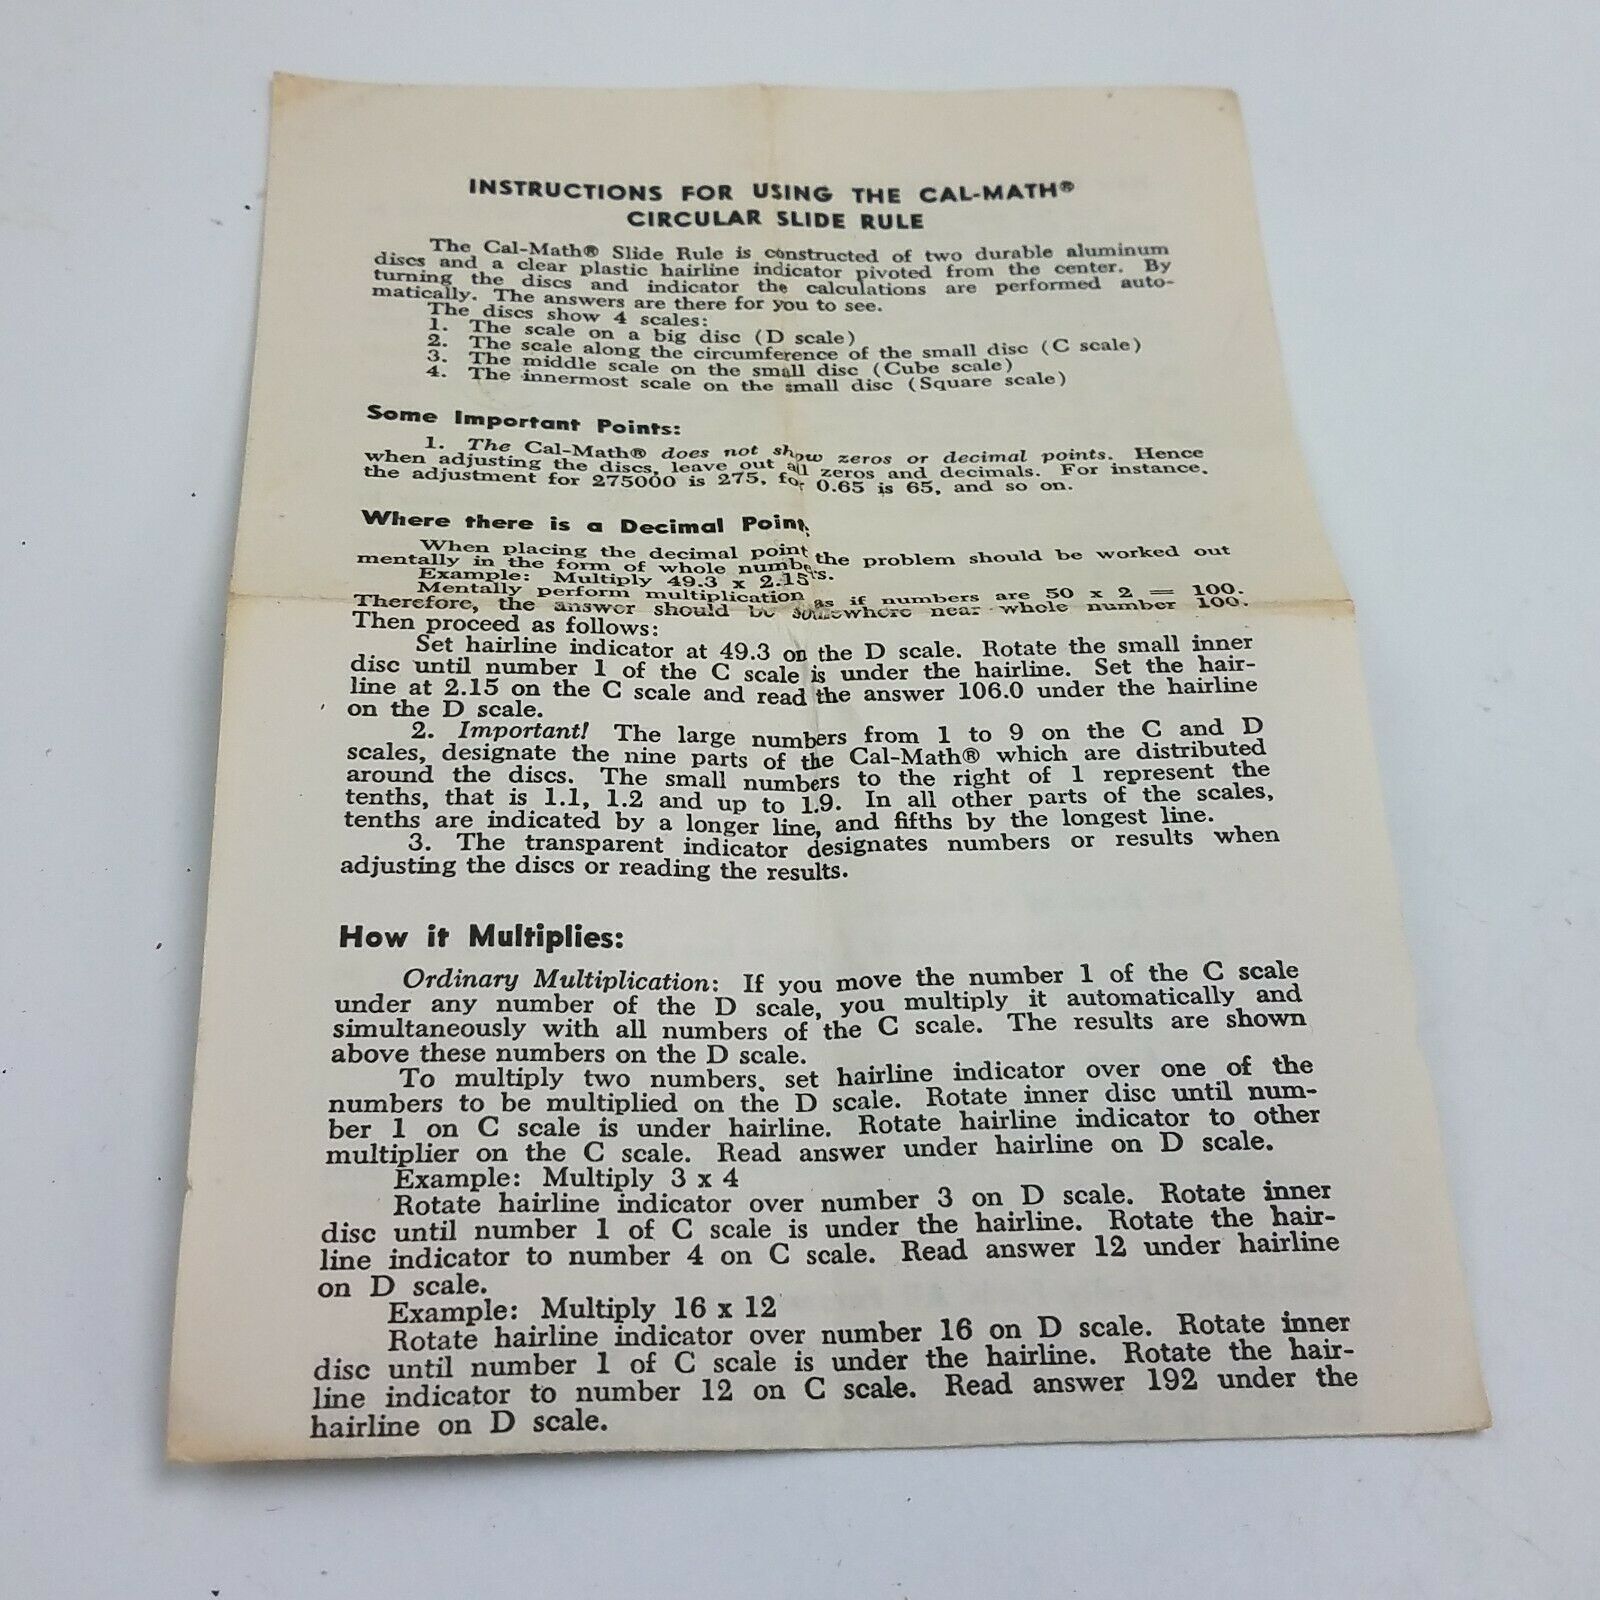 INSTRUCTIONS FOR USING THE CAL-MATH®
CIRCULAR SLIDE RULE
The Cal-Math® Slide Rule is constructed of two durable aluminum
discs and a clear plastic hairline indicator pivoted from the center. By
turning the discs and indicator the calculations are performed auto-
matically. The answers are there for you to see.
The discs show 4 scales:
1. The scale on a big disc (D scale)
2. The scale along the circumference of the small disc (C scale)
3. The middle scale on the small disc (Cube scale)
4. The innermost scale on the small disc (Square scale)
Some Important Points:
1. The Cal-Math® does not show zeros or decimal points. Hence
when adjusting the discs, leave out all zeros and decimals. For instance,
the adjustment for 275000 is 275, for 0.65 is 65, and so on.
Where there is a Decimal Point,
When placing the decimal point the problem should be worked out
mentally in the form of whole numbers.
Example: Multiply 49.3 x 2.15
Mentally perform multiplication as if numbers are 50 x 2 = 100.
Therefore, the answer should be somewhere near whole number 100.
Then proceed as follows:
Set hairline indicator at 49.3 on the D scale. Rotate the small inner
disc until number 1 of the C scale is under the hairline. Set the hair-
line at 2.15 on the C scale and read the answer 106.0 under the hairline
on the D scale.
2. Important! The large numbers from 1 to 9 on the C and D
scales, designate the nine parts of the Cal-Math® which are distributed
around the discs. The small numbers to the right of 1 represent the
tenths, that is 1.1, 1.2 and up to 1.9. In all other parts of the scales,
tenths are indicated by a longer line, and fifths by the longest line.
3. The transparent indicator designates numbers or results when
adjusting the discs or reading the results.
How it Multiplies:
Ordinary Multiplication: If you move the number 1 of the C scale
under any number of the D scale, you multiply it automatically and
simultaneously with all numbers of the C scale. The results are shown
above these numbers on the D scale.
To multiply two numbers, set hairline indicator over one of the
numbers to be multiplied on the D scale. Rotate inner disc until num-
ber 1 on C scale is under hairline. Rotate hairline indicator to other
multiplier on the C scale. Read answer under hairline on D scale.
Example: Multiply 3 x 4
Rotate hairline indicator over number 3 on D scale. Rotate inner
disc until number 1 of C scale is under the hairline. Rotate the hair-
line indicator to number 4 on C scale. Read answer 12 under hairline
on D scale.
Example: Multiply 16 x 12
Rotate hairline indicator over number 16 on D scale. Rotate inner
disc until number 1 of C scale is under the hairline. Rotate the hair-
line indicator to number 12 on C scale. Read answer 192 under the
hairline on D scale.